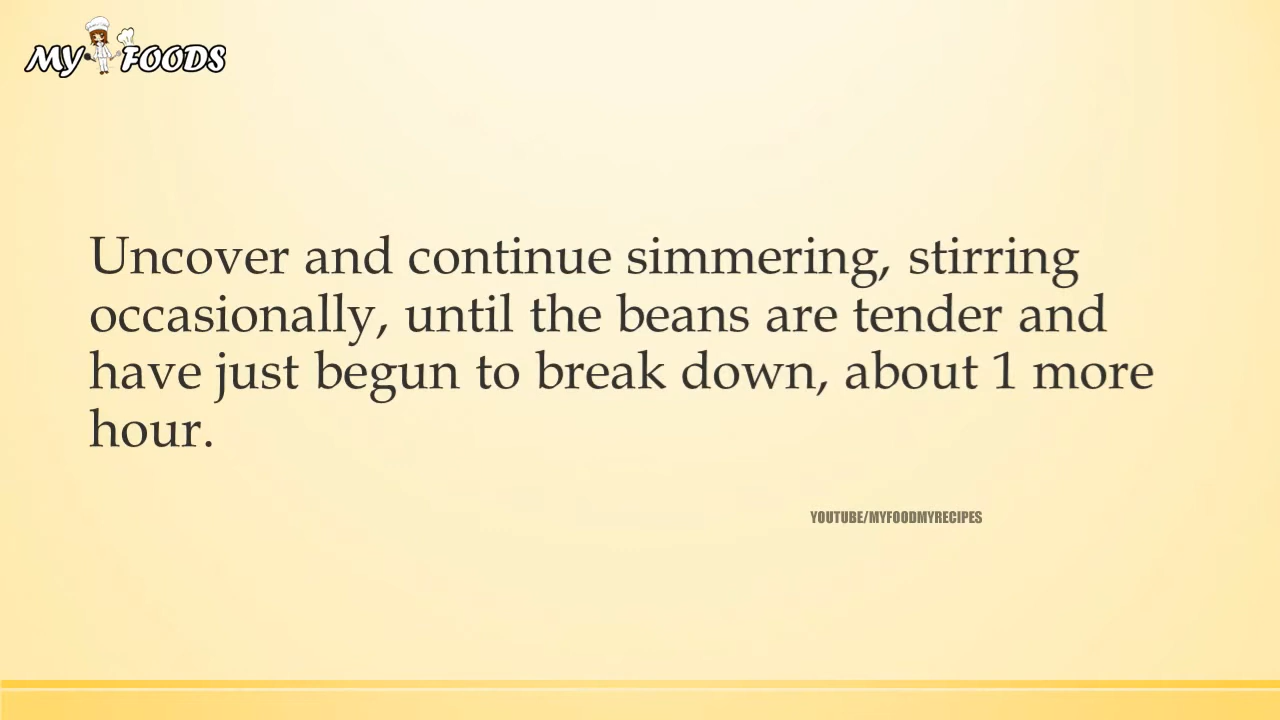 MY FOODS
Uncover and continue simmering, stirring
occasionally, until the beans are tender and
have just begun to break down, about 1 more
hour.
YOUTUBE/MYFOODMYRECIPES